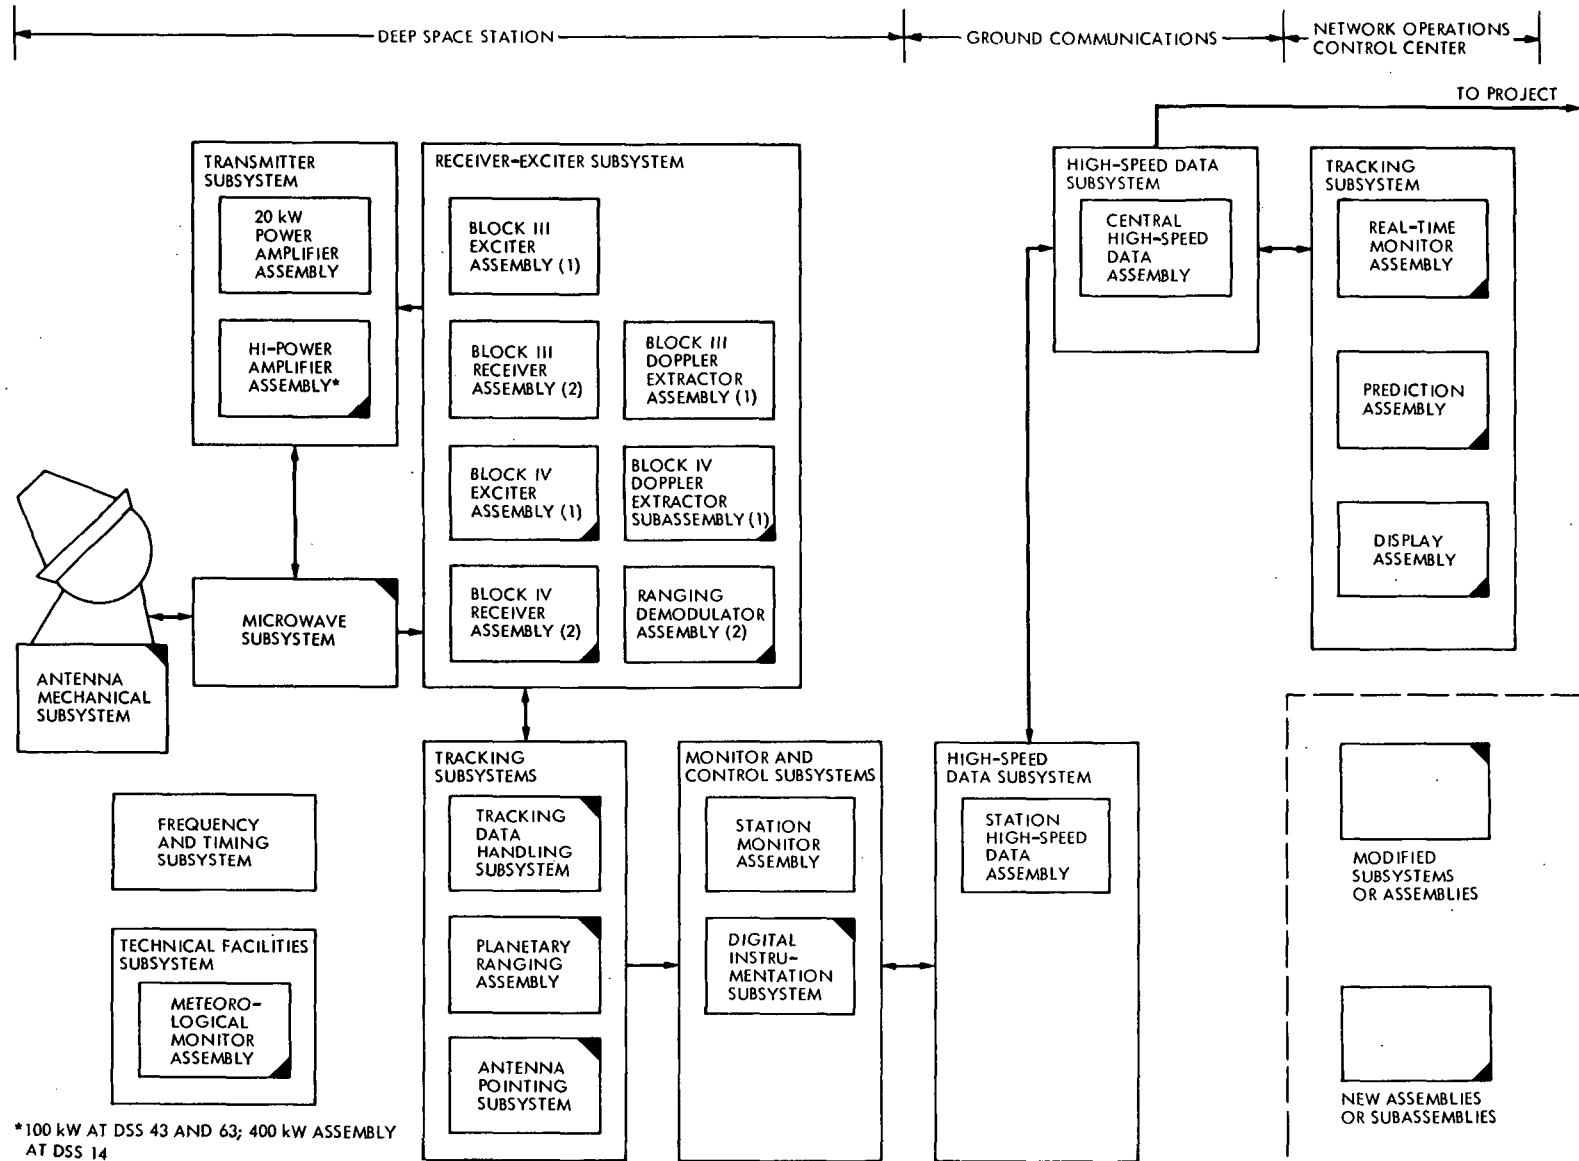 DEEP SPACE STATION
GROUND COMMUNICATIONS
NETWORK OPERATIONS
CONTROL CENTER
TO PROJECT
TRANSMITTER
SUBSYSTEM
20 kW
POWER
AMPLIFIER
ASSEMBLY
HI-POWER
AMPLIFIER
ASSEMBLY*
RECEIVER-EXCITER SUBSYSTEM
BLOCK III
EXCITER
ASSEMBLY (1)
BLOCK III
RECEIVER
ASSEMBLY (2)
BLOCK III
DOPPLER
EXTRACTOR
ASSEMBLY (1)
BLOCK IV
EXCITER
ASSEMBLY (1)
BLOCK IV
DOPPLER
EXTRACTOR
SUBASSEMBLY (1)
BLOCK IV
RECEIVER
ASSEMBLY (2)
RANGING
DEMODULATOR
ASSEMBLY (2)
HIGH-SPEED DATA
SUBSYSTEM
CENTRAL
HIGH-SPEED
DATA
ASSEMBLY
TRACKING
SUBSYSTEM
REAL-TIME
MONITOR
ASSEMBLY
PREDICTION
ASSEMBLY
DISPLAY
ASSEMBLY
MICROWAVE
SUBSYSTEM
ANTENNA
MECHANICAL
SUBSYSTEM
FREQUENCY
AND TIMING
SUBSYSTEM
TECHNICAL FACILITIES
SUBSYSTEM
METEORO-
LOGICAL
MONITOR
ASSEMBLY
TRACKING
SUBSYSTEMS
TRACKING
DATA
HANDLING
SUBSYSTEM
PLANETARY
RANGING
ASSEMBLY
ANTENNA
POINTING
SUBSYSTEM
MONITOR AND
CONTROL SUBSYSTEMS
STATION
MONITOR
ASSEMBLY
DIGITAL
INSTRU-
MENTATION
SUBSYSTEM
HIGH-SPEED
DATA SUBSYSTEM
STATION
HIGH-SPEED
DATA
ASSEMBLY
MODIFIED
SUBSYSTEMS
OR ASSEMBLIES
NEW ASSEMBLIES
OR SUBASSEMBLIES
*100 kW AT DSS 43 AND 63; 400 kW ASSEMBLY
AT DSS 14